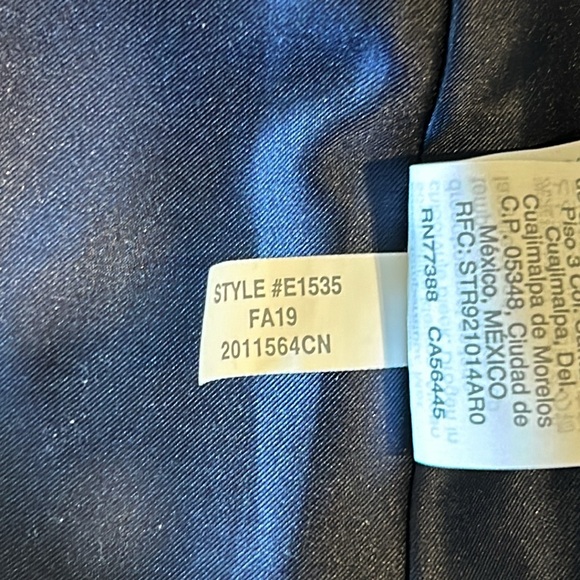 STYLE #E1535
FA19
2011564CN
Piso 3
Cuajimalpa, Del.
Cuajimalpa de Morelos
C.P. 05348, Ciudad de
México, MEXICO
RFC: STR921014AR0
RN77388 CA56445